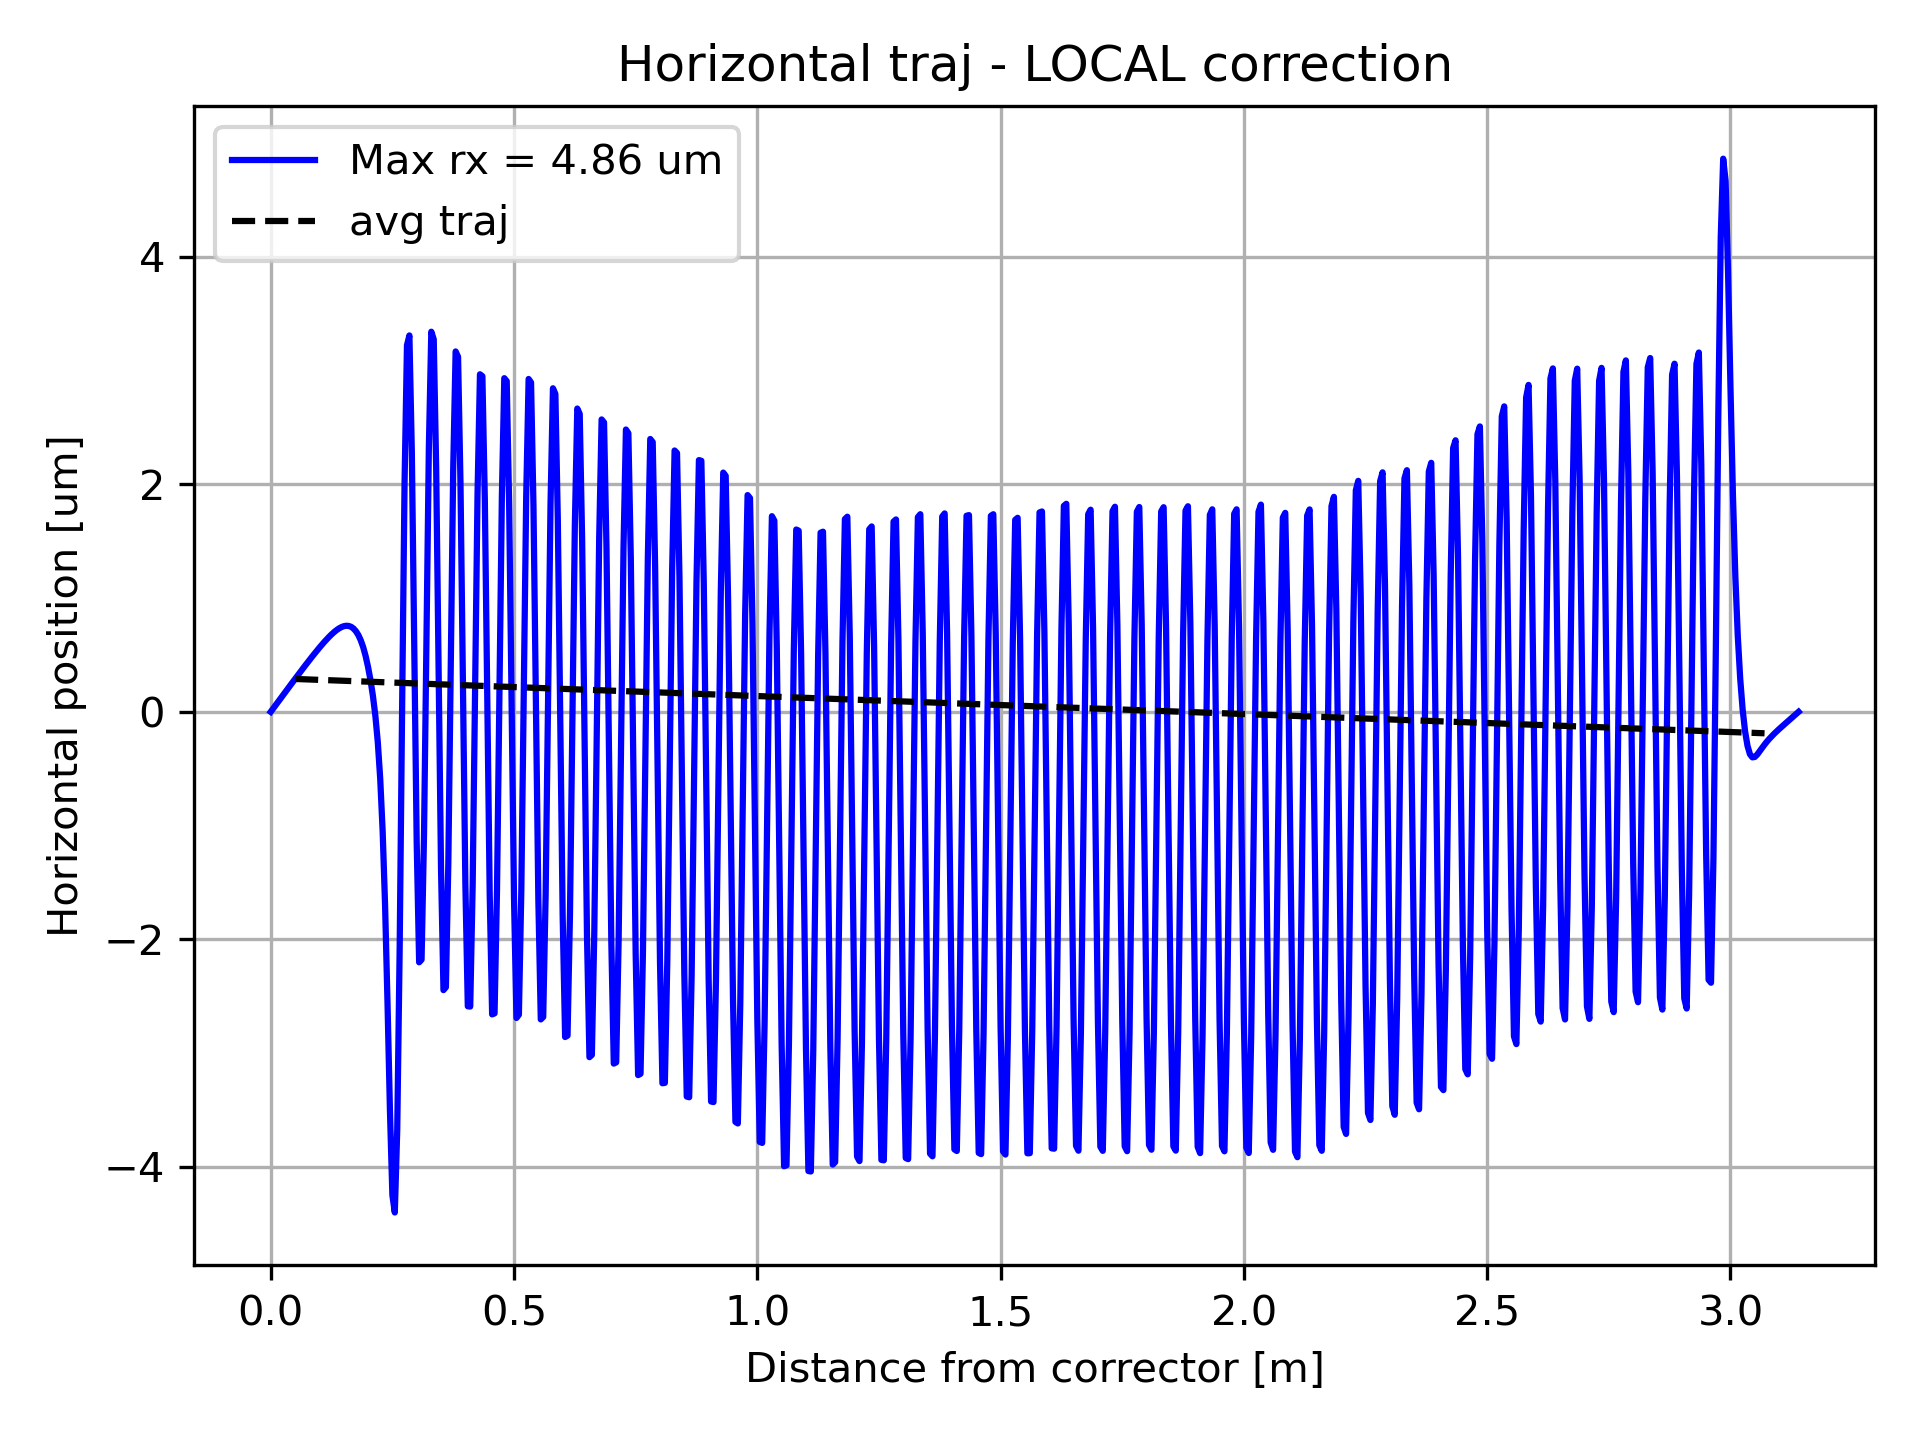 Horizontal traj - LOCAL correction
Max rx = 4.86 um
avg traj
Horizontal position [um]
4
2
0
−2
−4
0.0 0.5 1.0 1.5 2.0 2.5 3.0
Distance from corrector [m]